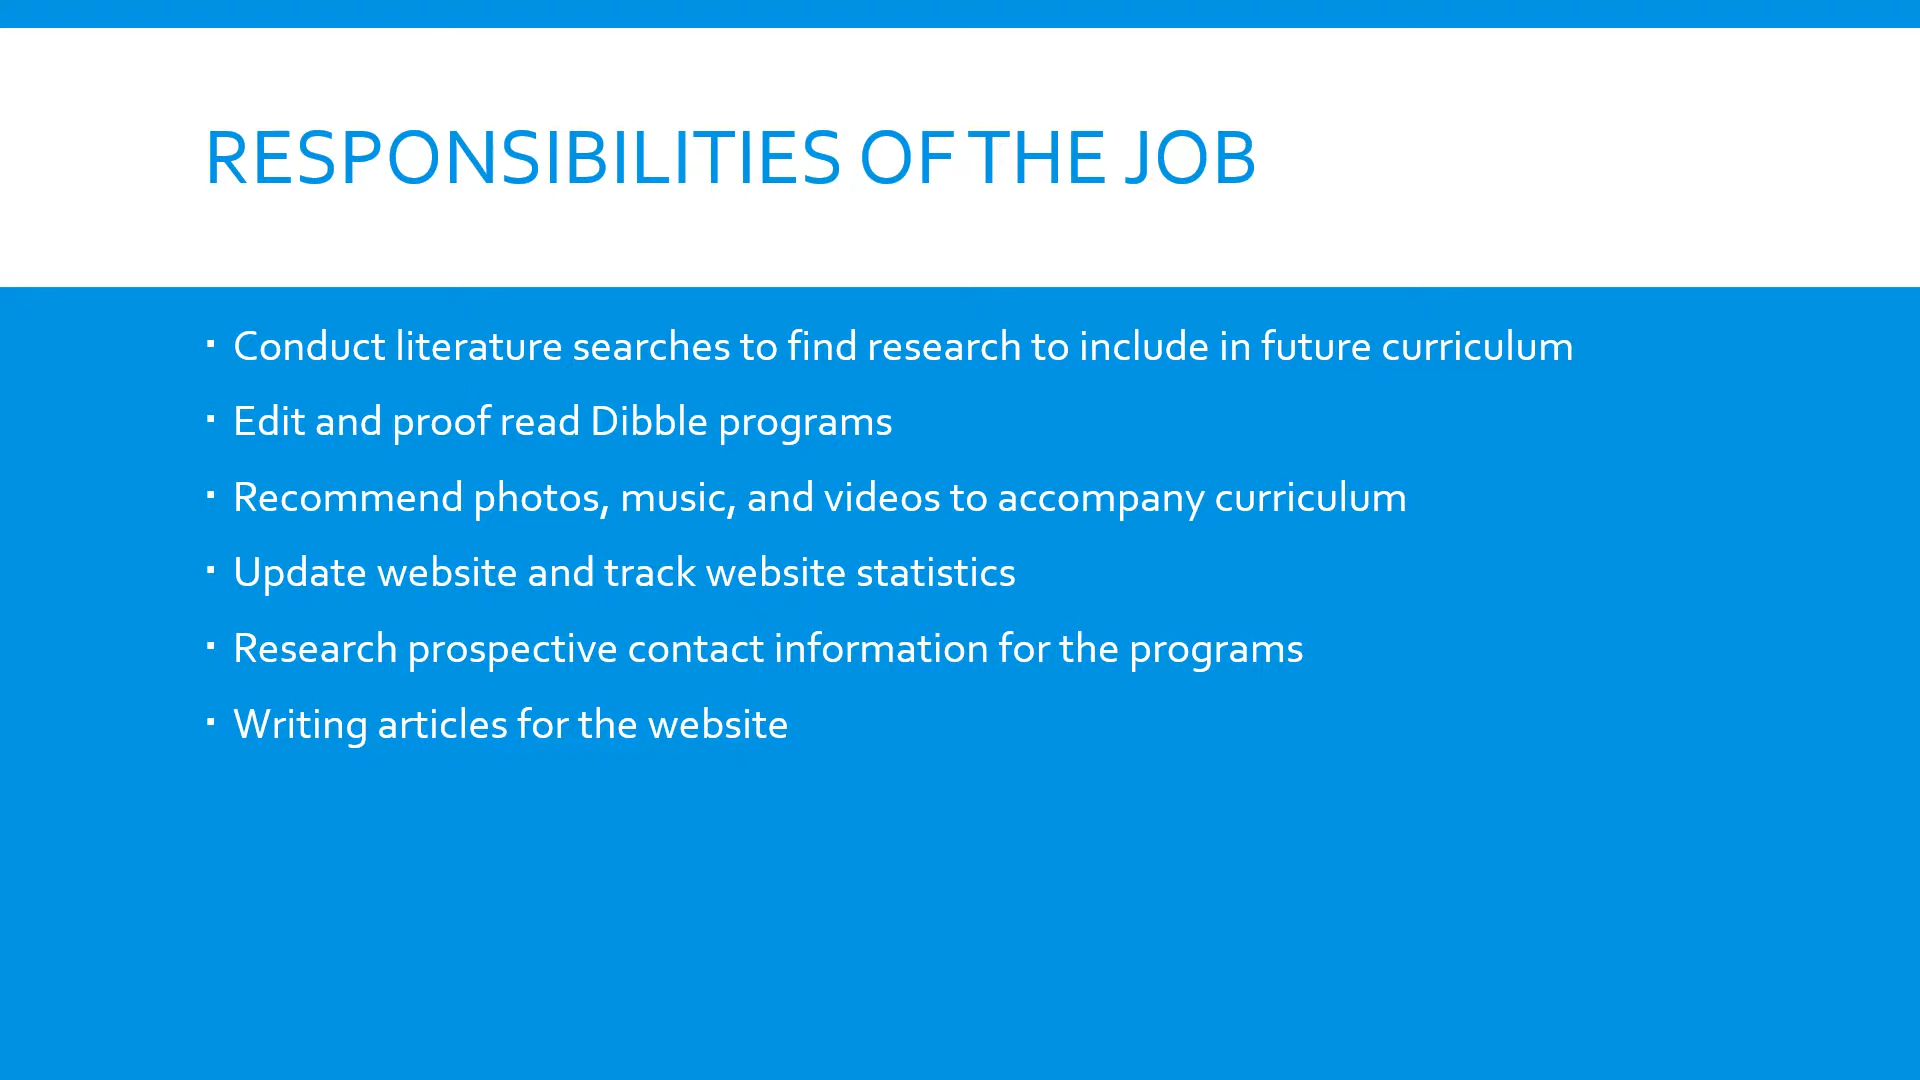 RESPONSIBILITIES OF THE JOB
▪ Conduct literature searches to find research to include in future curriculum
▪ Edit and proof read Dibble programs
▪ Recommend photos, music, and videos to accompany curriculum
▪ Update website and track website statistics
▪ Research prospective contact information for the programs
▪ Writing articles for the website